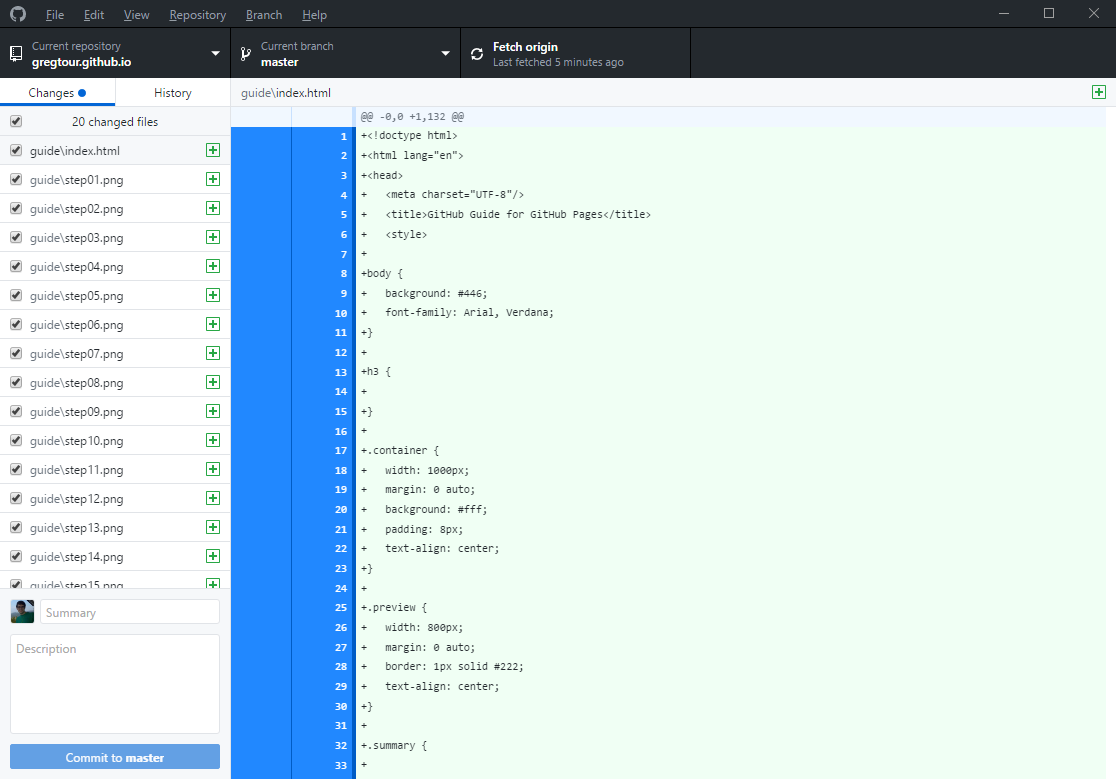 File Edit View Repository Branch Help
Current repository
gregtour.github.io
Current branch
master
Fetch origin
Last fetched 5 minutes ago
Changes History
guide\index.html
20 changed files
guide\index.html
guide\step01.png
guide\step02.png
guide\step03.png
guide\step04.png
guide\step05.png
guide\step06.png
guide\step07.png
guide\step08.png
guide\step09.png
guide\step10.png
guide\step11.png
guide\step12.png
guide\step13.png
guide\step14.png
guide\step15.png
Summary
Description
Commit to master
@@ -0,0 +1,132 @@
1 +<!doctype html>
2 +<html lang="en">
3 +<head>
4 +   <meta charset="UTF-8"/>
5 +   <title>GitHub Guide for GitHub Pages</title>
6 +   <style>
7 +
8 +body {
9 +   background: #446;
10 +   font-family: Arial, Verdana;
11 +}
12 +
13 +h3 {
14 +
15 +}
16 +
17 +.container {
18 +   width: 1000px;
19 +   margin: 0 auto;
20 +   background: #fff;
21 +   padding: 8px;
22 +   text-align: center;
23 +}
24 +
25 +.preview {
26 +   width: 800px;
27 +   margin: 0 auto;
28 +   border: 1px solid #222;
29 +   text-align: center;
30 +}
31 +
32 +.summary {
33 +